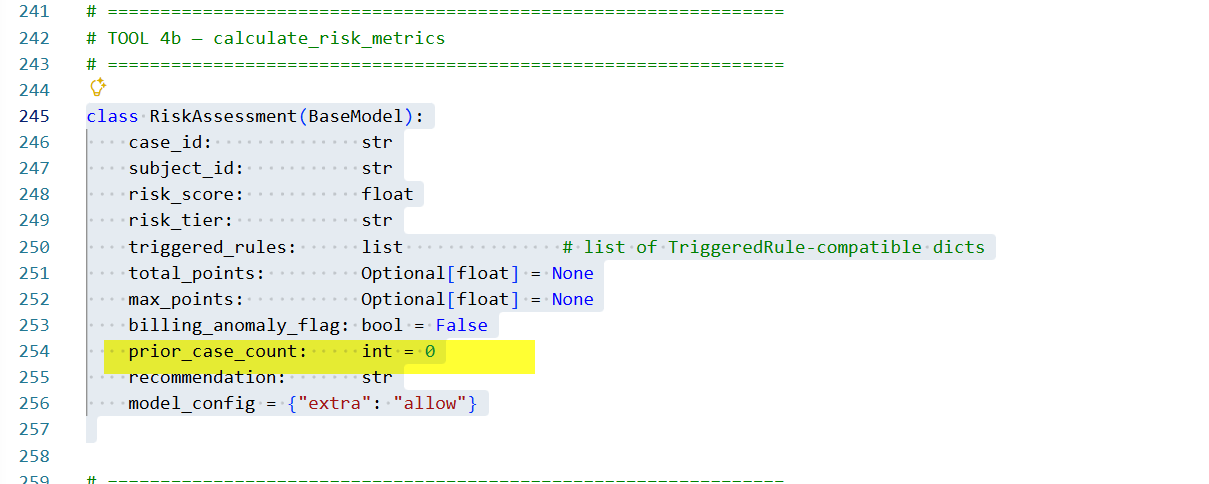 241 # ================================================================
242 # TOOL 4b — calculate_risk_metrics
243 # ================================================================
244
245 class RiskAssessment(BaseModel):
246     case_id:              str
247     subject_id:           str
248     risk_score:           float
249     risk_tier:            str
250     triggered_rules:      list               # list of TriggeredRule-compatible dicts
251     total_points:         Optional[float] = None
252     max_points:           Optional[float] = None
253     billing_anomaly_flag: bool = False
254     prior_case_count:     int = 0
255     recommendation:       str
256     model_config = {"extra": "allow"}
257
258
259 # ================================================================